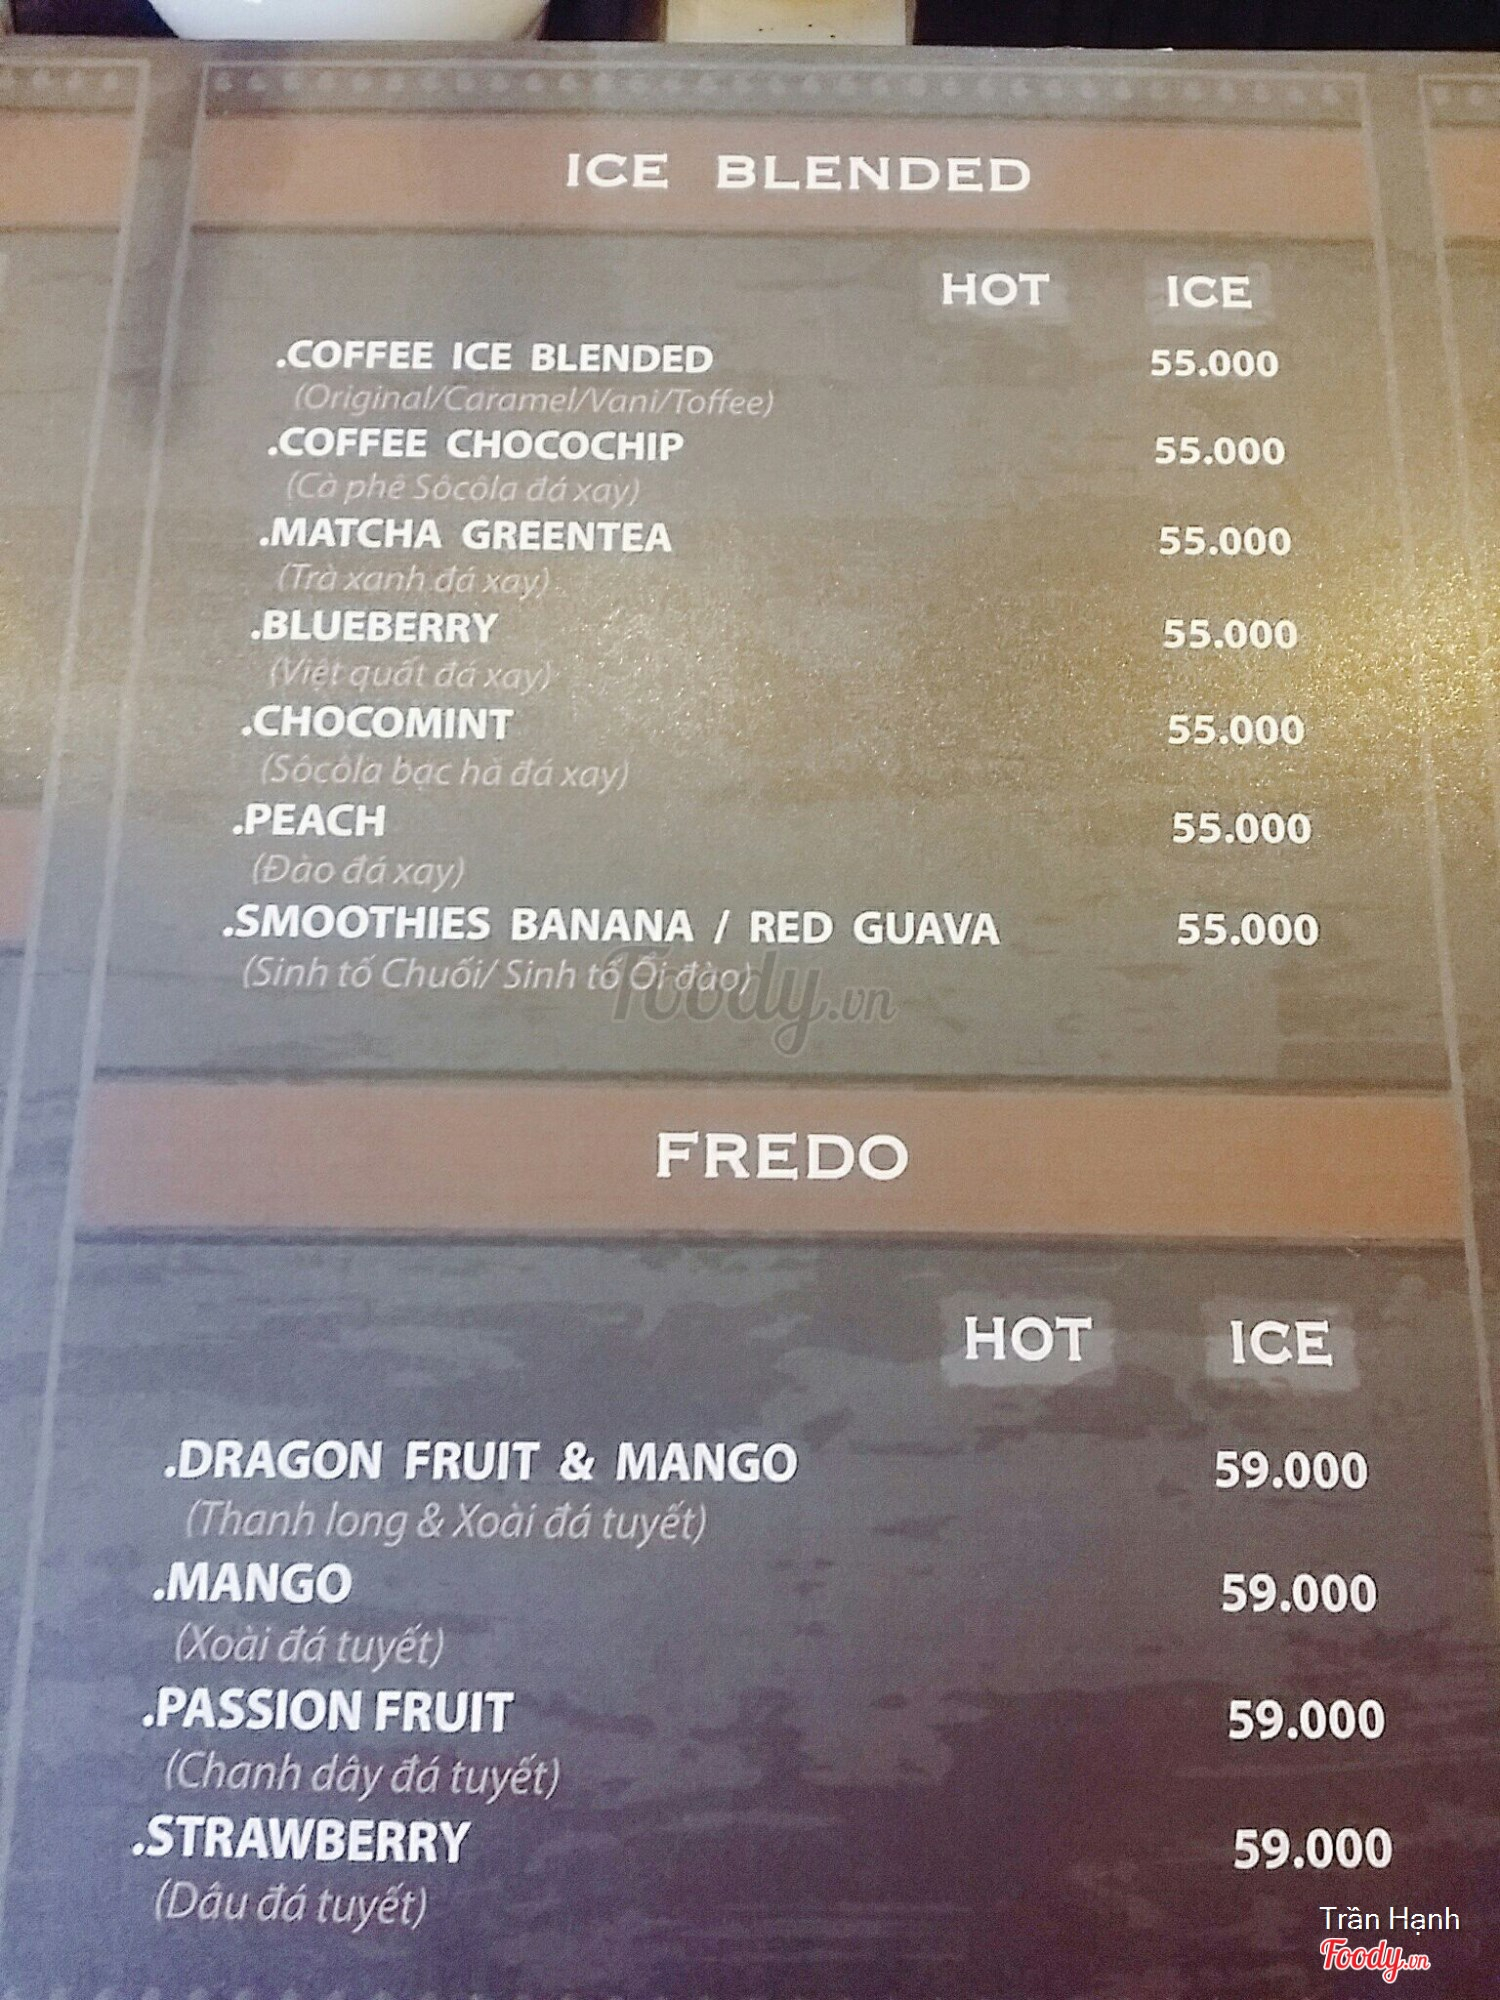 ICE BLENDED
HOT ICE
.COFFEE ICE BLENDED 55.000
(Original/Caramel/Vani/Toffee)
.COFFEE CHOCOCHIP 55.000
(Cà phê Sôcôla đá xay)
.MATCHA GREENTEA 55.000
(Trà xanh đá xay)
.BLUEBERRY 55.000
(Việt quất đá xay)
.CHOCOMINT 55.000
(Sôcôla bạc hà đá xay)
.PEACH 55.000
(Đào đá xay)
.SMOOTHIES BANANA / RED GUAVA 55.000
(Sinh tố Chuối/ Sinh tố Ổi đào)
Foody.vn
FREDO
HOT ICE
.DRAGON FRUIT & MANGO 59.000
(Thanh long & Xoài đá tuyết)
.MANGO 59.000
(Xoài đá tuyết)
.PASSION FRUIT 59.000
(Chanh dây đá tuyết)
.STRAWBERRY 59.000
(Dâu đá tuyết)
Trần Hạnh
Foody.vn